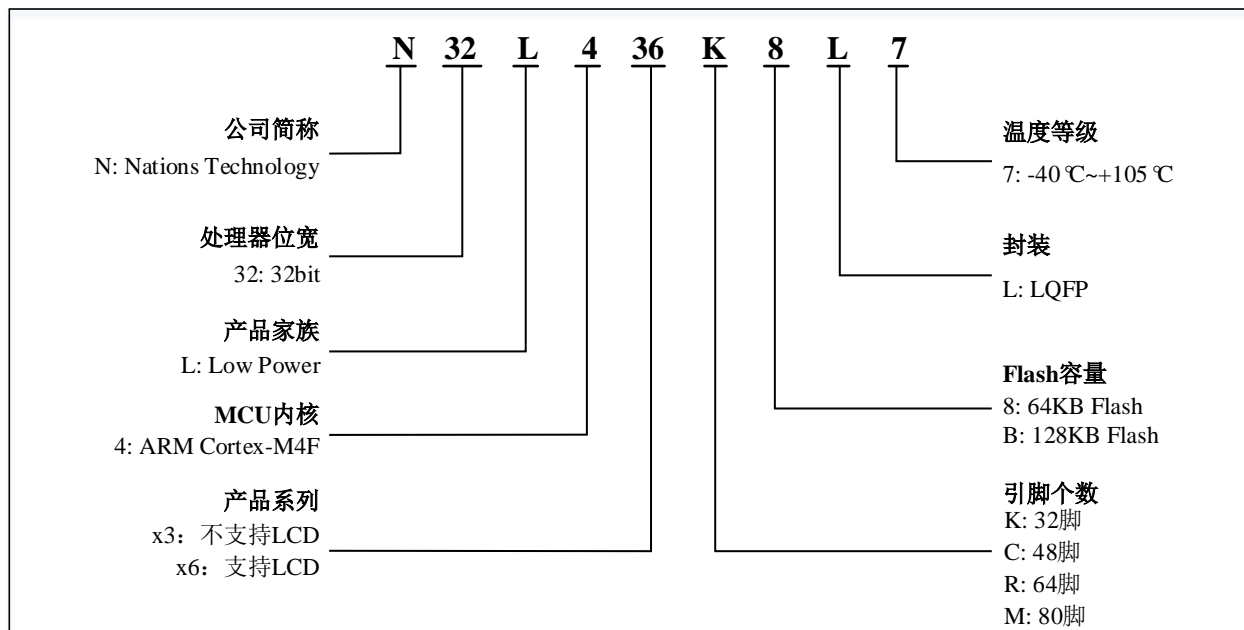 N 32 L 4 36 K 8 L 7
公司简称
N: Nations Technology
处理器位宽
32: 32bit
产品家族
L: Low Power
MCU内核
4: ARM Cortex-M4F
产品系列
x3：不支持LCD
x6：支持LCD
温度等级
7: -40℃~+105℃
封装
L: LQFP
Flash容量
8: 64KB Flash
B: 128KB Flash
引脚个数
K: 32脚
C: 48脚
R: 64脚
M: 80脚